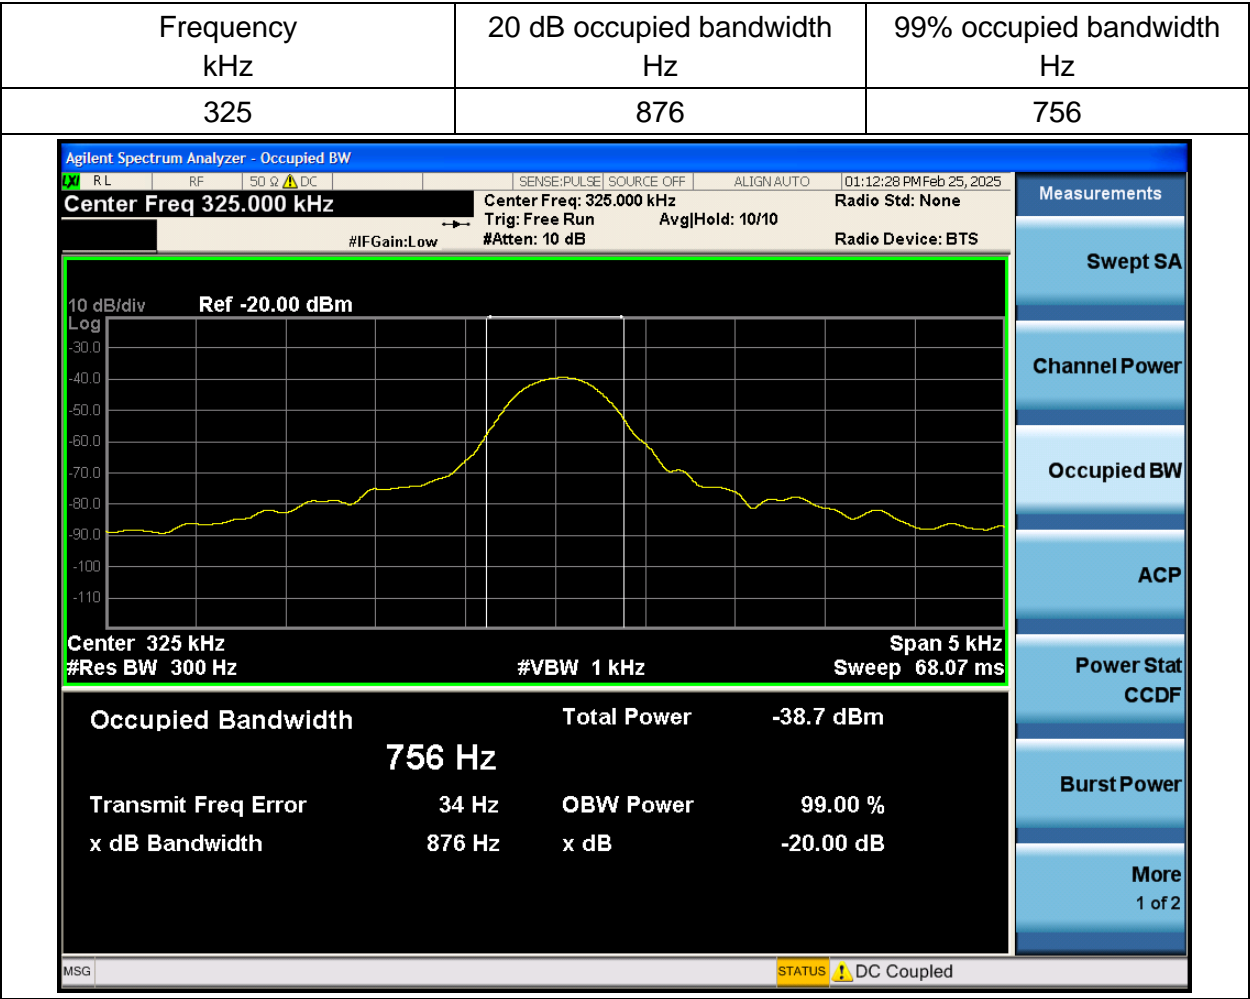 Frequency
kHz
20 dB occupied bandwidth
Hz
99% occupied bandwidth
Hz
325
876
756
Agilent Spectrum Analyzer - Occupied BW
LXI RL RF 50 Ω DC SENSE:PULSE SOURCE OFF ALIGN AUTO 01:12:28 PM Feb 25, 2025
Center Freq 325.000 kHz
Center Freq: 325.000 kHz
Radio Std: None
Trig: Free Run Avg|Hold: 10/10
#IFGain:Low
#Atten: 10 dB
Radio Device: BTS
10 dB/div Ref -20.00 dBm
Log
-30.0
-40.0
-50.0
-60.0
-70.0
-80.0
-90.0
-100
-110
Center 325 kHz Span 5 kHz
#Res BW 300 Hz #VBW 1 kHz Sweep 68.07 ms
Occupied Bandwidth Total Power -38.7 dBm
756 Hz
Transmit Freq Error 34 Hz OBW Power 99.00 %
x dB Bandwidth 876 Hz x dB -20.00 dB
Measurements
Swept SA
Channel Power
Occupied BW
ACP
Power Stat
CCDF
Burst Power
More
1 of 2
MSG STATUS DC Coupled